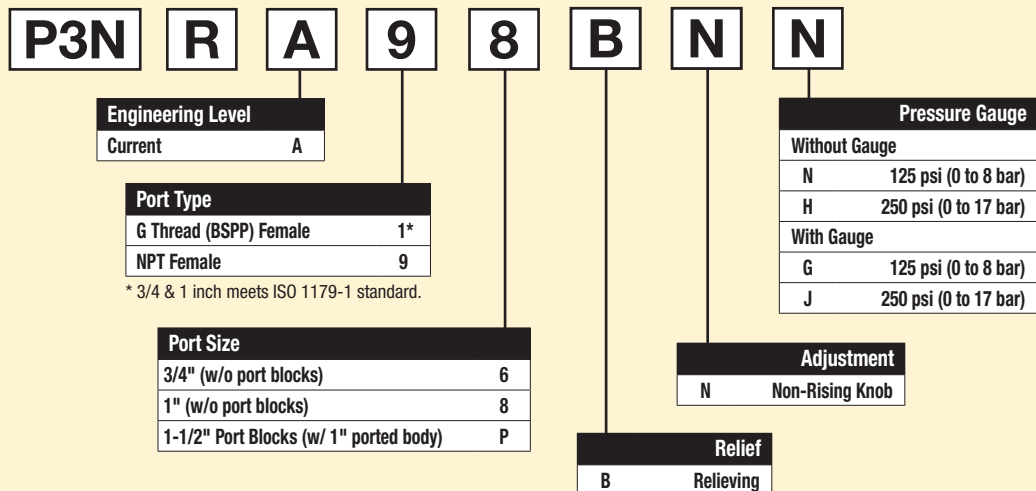 P3N R A 9 8 B N N
Engineering Level
Current A
Port Type
G Thread (BSPP) Female 1*
NPT Female 9
* 3/4 & 1 inch meets ISO 1179-1 standard.
Port Size
3/4" (w/o port blocks) 6
1" (w/o port blocks) 8
1-1/2" Port Blocks (w/ 1" ported body) P
Relief
B Relieving
Adjustment
N Non-Rising Knob
Pressure Gauge
Without Gauge
N 125 psi (0 to 8 bar)
H 250 psi (0 to 17 bar)
With Gauge
G 125 psi (0 to 8 bar)
J 250 psi (0 to 17 bar)